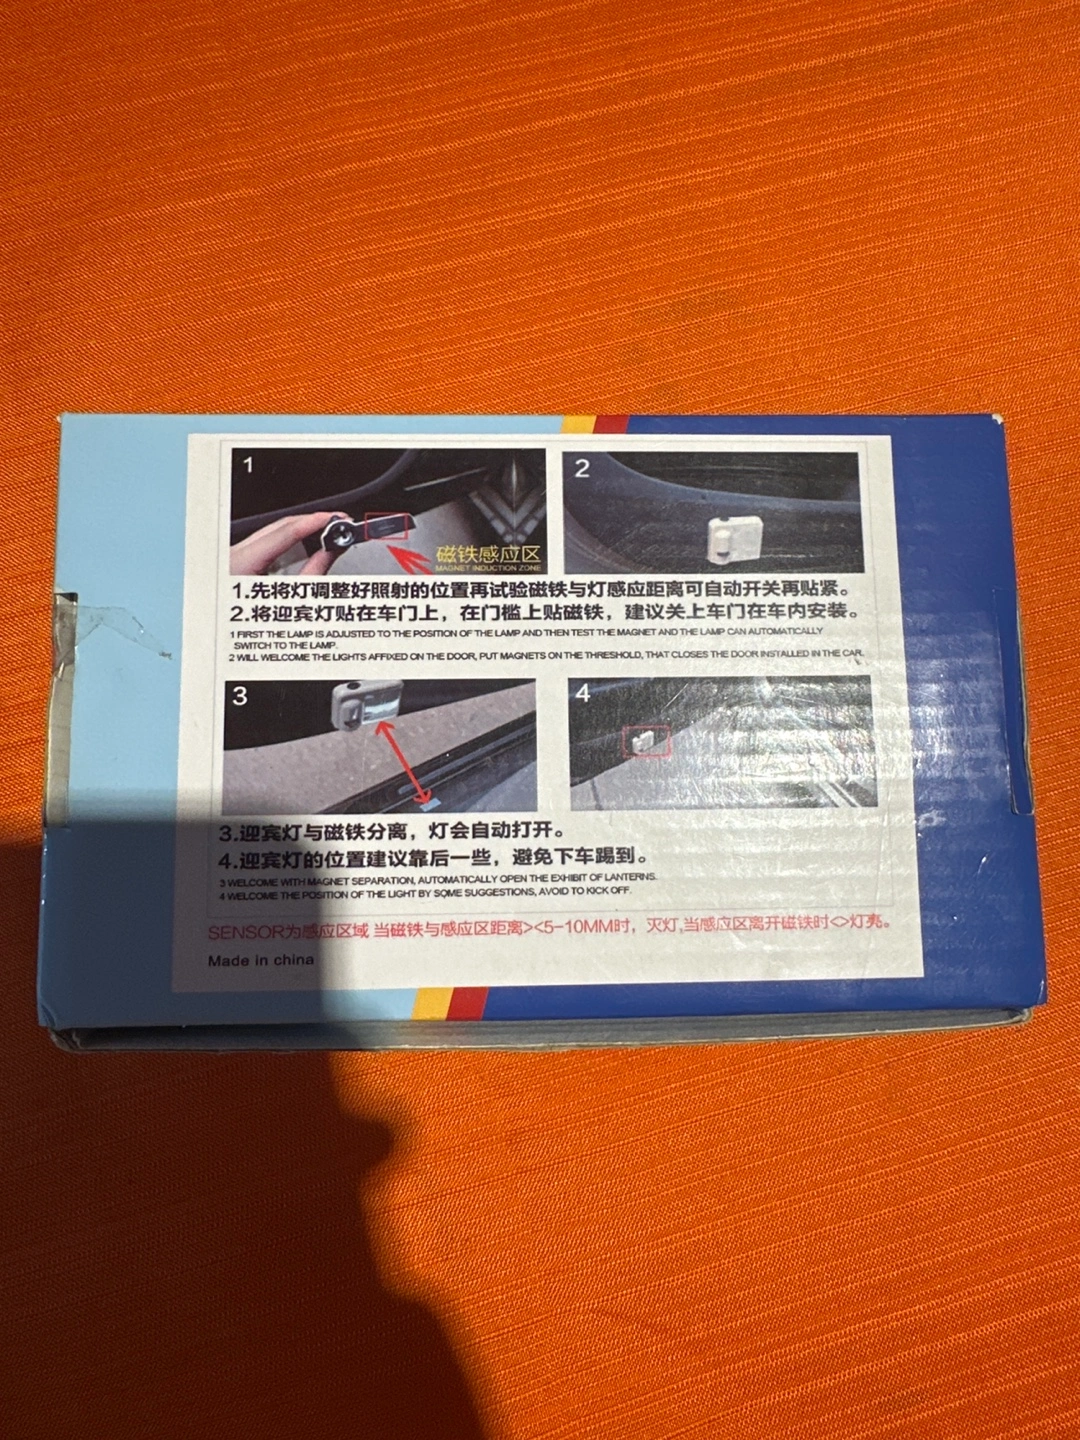 1
2
磁铁感应区
MAGNET INDUCTION ZONE
1.先将灯调整好照射的位置再试验磁铁与灯感应距离可自动开关再贴紧。
2.将迎宾灯贴在车门上，在门槛上贴磁铁，建议关上车门在车内安装。
1 FIRST THE LAMP IS ADJUSTED TO THE POSITION OF THE LAMP AND THEN TEST THE MAGNET AND THE LAMP CAN AUTOMATICALLY
SWITCH TO THE LAMP.
2 WILL WELCOME THE LIGHTS AFFIXED ON THE DOOR, PUT MAGNETS ON THE THRESHOLD, THAT CLOSES THE DOOR INSTALLED IN THE CAR.
3
4
3.迎宾灯与磁铁分离，灯会自动打开。
4.迎宾灯的位置建议靠后一些，避免下车踢到。
3 WELCOME WITH MAGNET SEPARATION, AUTOMATICALLY OPEN THE EXHIBIT OF LANTERNS.
4 WELCOME THE POSITION OF THE LIGHT BY SOME SUGGESTIONS, AVOID TO KICK OFF.
SENSOR为感应区域 当磁铁与感应区距离><5-10MM时，灭灯,当感应区离开磁铁时<>灯亮。
Made in china